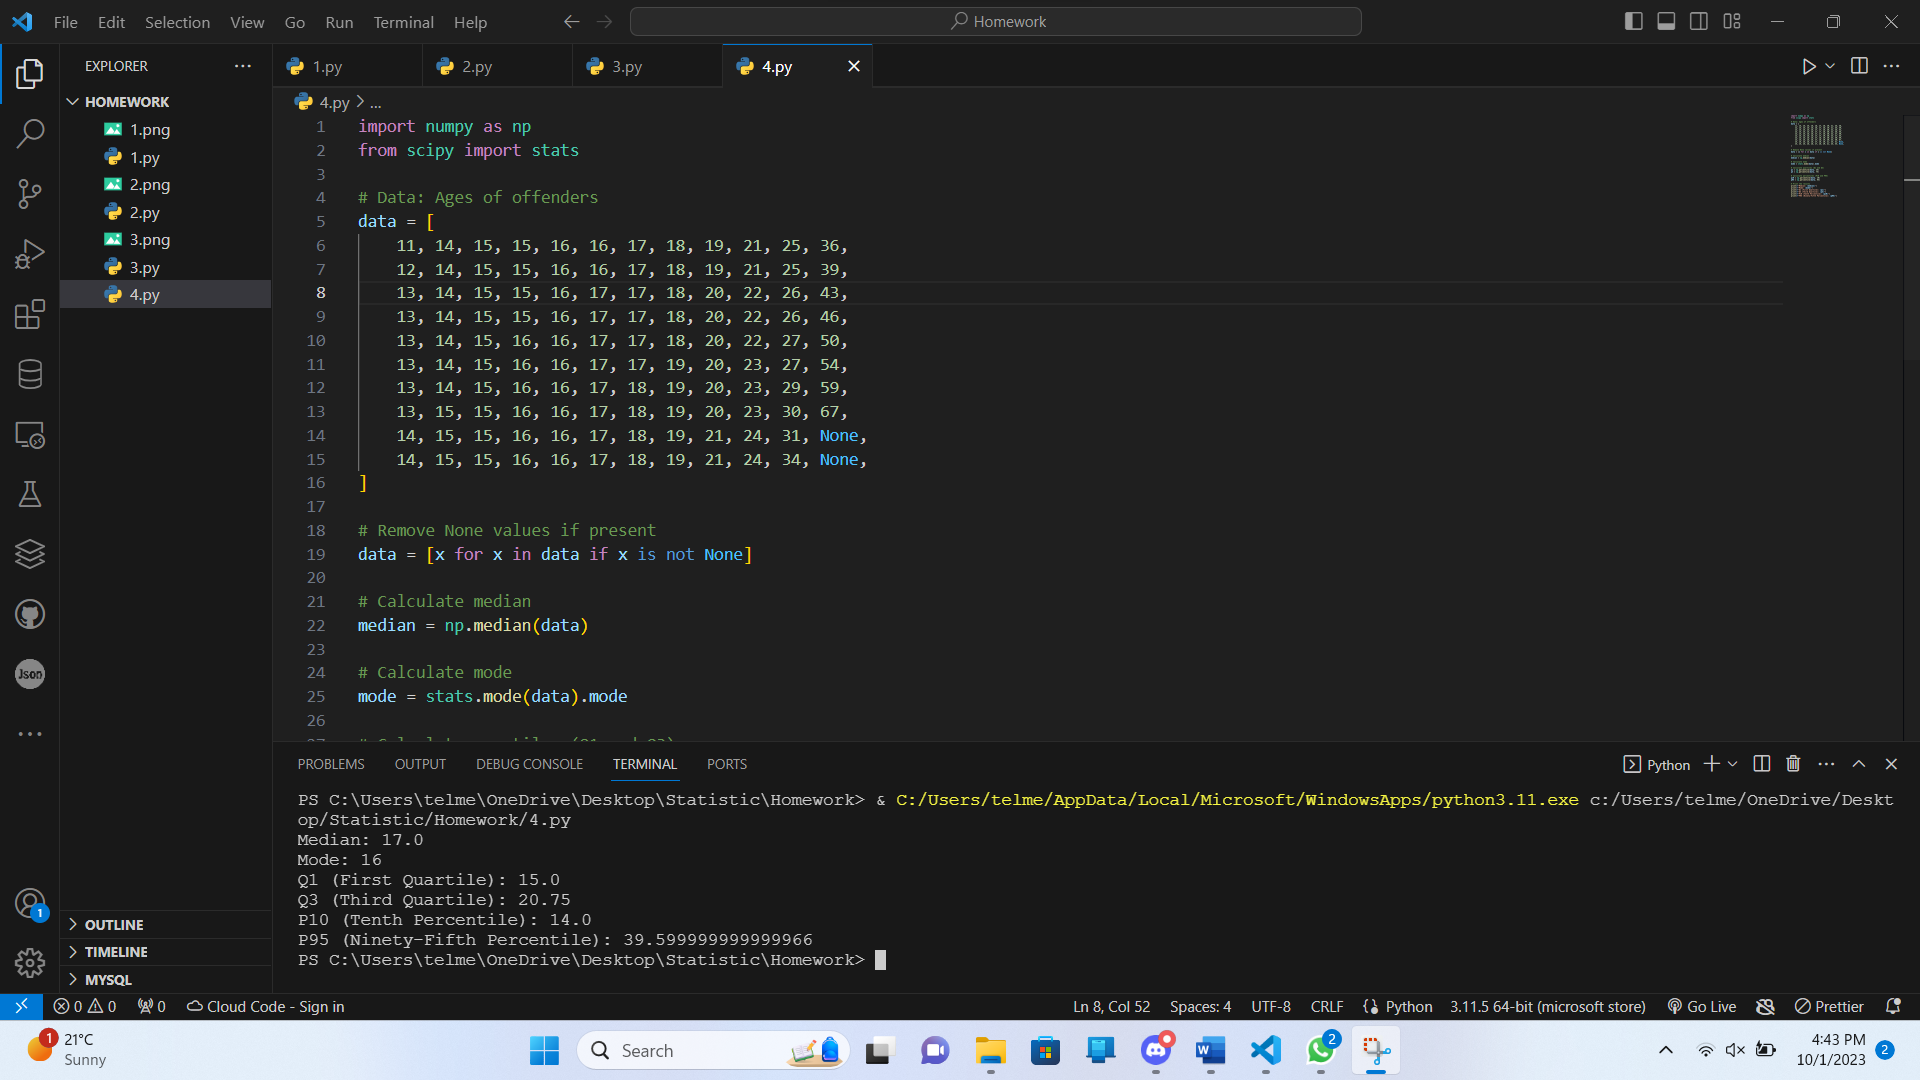 File Edit Selection View Go Run Terminal Help
Homework
EXPLORER
1.py
2.py
3.py
4.py
HOMEWORK
1.png
1.py
2.png
2.py
3.png
3.py
4.py
OUTLINE
TIMELINE
MYSQL
4.py > ...
1 import numpy as np
2 from scipy import stats
3
4 # Data: Ages of offenders
5 data = [
6 11, 14, 15, 15, 16, 16, 17, 18, 19, 21, 25, 36,
7 12, 14, 15, 15, 16, 16, 17, 18, 19, 21, 25, 39,
8 13, 14, 15, 15, 16, 17, 17, 18, 20, 22, 26, 43,
9 13, 14, 15, 15, 16, 17, 17, 18, 20, 22, 26, 46,
10 13, 14, 15, 16, 16, 17, 17, 18, 20, 22, 27, 50,
11 13, 14, 15, 16, 16, 17, 17, 19, 20, 23, 27, 54,
12 13, 14, 15, 16, 16, 17, 18, 19, 20, 23, 29, 59,
13 13, 15, 15, 16, 16, 17, 18, 19, 20, 23, 30, 67,
14 14, 15, 15, 16, 16, 17, 18, 19, 21, 24, 31, None,
15 14, 15, 15, 16, 16, 17, 18, 19, 21, 24, 34, None,
16 ]
17
18 # Remove None values if present
19 data = [x for x in data if x is not None]
20
21 # Calculate median
22 median = np.median(data)
23
24 # Calculate mode
25 mode = stats.mode(data).mode
26
PROBLEMS OUTPUT DEBUG CONSOLE TERMINAL PORTS
Python
PS C:\Users\telme\OneDrive\Desktop\Statistic\Homework> & C:/Users/telme/AppData/Local/Microsoft/WindowsApps/python3.11.exe c:/Users/telme/OneDrive/Deskt
op/Statistic/Homework/4.py
Median: 17.0
Mode: 16
Q1 (First Quartile): 15.0
Q3 (Third Quartile): 20.75
P10 (Tenth Percentile): 14.0
P95 (Ninety-Fifth Percentile): 39.599999999999966
PS C:\Users\telme\OneDrive\Desktop\Statistic\Homework>
Json
1
0 0 0 Cloud Code - Sign in
Ln 8, Col 52 Spaces: 4 UTF-8 CRLF Python 3.11.5 64-bit (microsoft store) Go Live Prettier
1
21°C
Sunny
Search
2
4:43 PM
10/1/2023
2